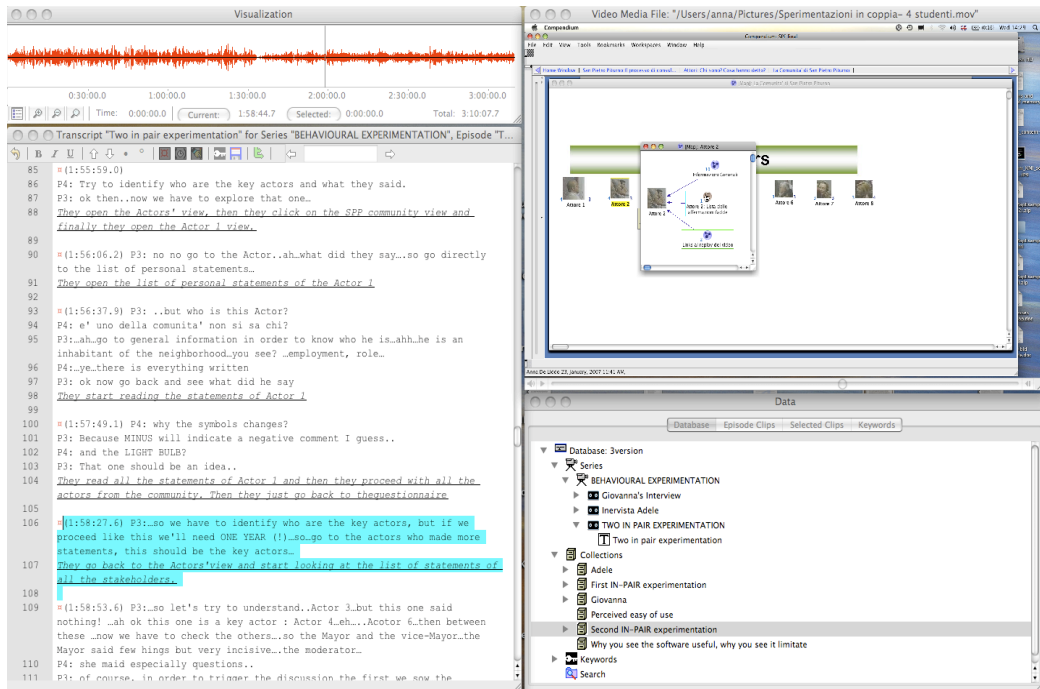 Visualization
0:30:00.0 1:00:00.0 1:30:00.0 2:00:00.0 2:30:00.0 3:00:00.0
Time: 0:00:00.0 Current: 1:58:44.7 Selected: 0:00:00.0 Total: 3:10:07.7
Transcript "Two in pair experimentation" for Series "BEHAVIOURAL EXPERIMENTATION", Episode "T...
B I U
85 (1:55:59.0)
86 P4: Try to identify who are the key actors and what they said.
87 P3: ok then..now we have to explore that one…
88 They open the Actors' view, then they click on the SPP community view and
finally they open the Actor 1 view.
89
90 (1:56:06.2) P3: no no go to the Actor..ah…what did they say….so go directly
to the list of personal statements…
91 They open the list of personal statements of the Actor 1
92
93 (1:56:37.9) P3: ..but who is this Actor?
94 P4: e' uno della comunita' non si sa chi?
95 P3:…ah…go to general information in order to know who he is…ahh…he is an
inhabitant of the neighborhood…you see? …employment, role…
96 P4:…ye…there is everything written
97 P3: ok now go back and see what did he say
98 They start reading the statements of Actor 1
99
100 (1:57:49.1) P4: why the symbols changes?
101 P3: Because MINUS will indicate a negative comment I guess..
102 P4: and the LIGHT BULB?
103 P3: That one should be an idea..
104 They read all the statements of Actor 1 and then they proceed with all the
actors from the community. Then they just go back to thequestionnaire
105
106 (1:58:27.6) P3:…so we have to identify who are the key actors, but if we
proceed like this we'll need ONE YEAR (!)…so…go to the actors who made more
statements, this should be the key actors…
107 They go back to the Actors'view and start looking at the list of statements of
all the stakeholders.
108
109 (1:58:53.6) P3:…so let's try to understand..Actor 3…but this one said
nothing! …ah ok this one is a key actor : Actor 4…eh…..Acotor 6…then between
these …now we have to check the others….so the Mayor and the vice-Mayor…the
Mayor said few hings but very incisive….the moderator…
110 P4: she maid especially questions..
111 P3: of course, in order to trigger the discussion the first we sow the
Video Media File: "/Users/anna/Pictures/Sperimentazioni in coppia- 4 studenti.mov"
Compendium
File Edit View Tools Bookmarks Workspaces Window Help
[Map]: Attore 2
rs
Attore 1
Attore 2
Attore 6
Attore 7
Attore 8
Attore 2
Data
Database Episode Clips Selected Clips Keywords
Database: 3version
Series
BEHAVIOURAL EXPERIMENTATION
Giovanna's Interview
Inervista Adele
TWO IN PAIR EXPERIMENTATION
Two in pair experimentation
Collections
Adele
First IN-PAIR experimentation
Giovanna
Perceived easy of use
Second IN-PAIR experimentation
Why you see the software useful, why you see it limitate
Keywords
Search